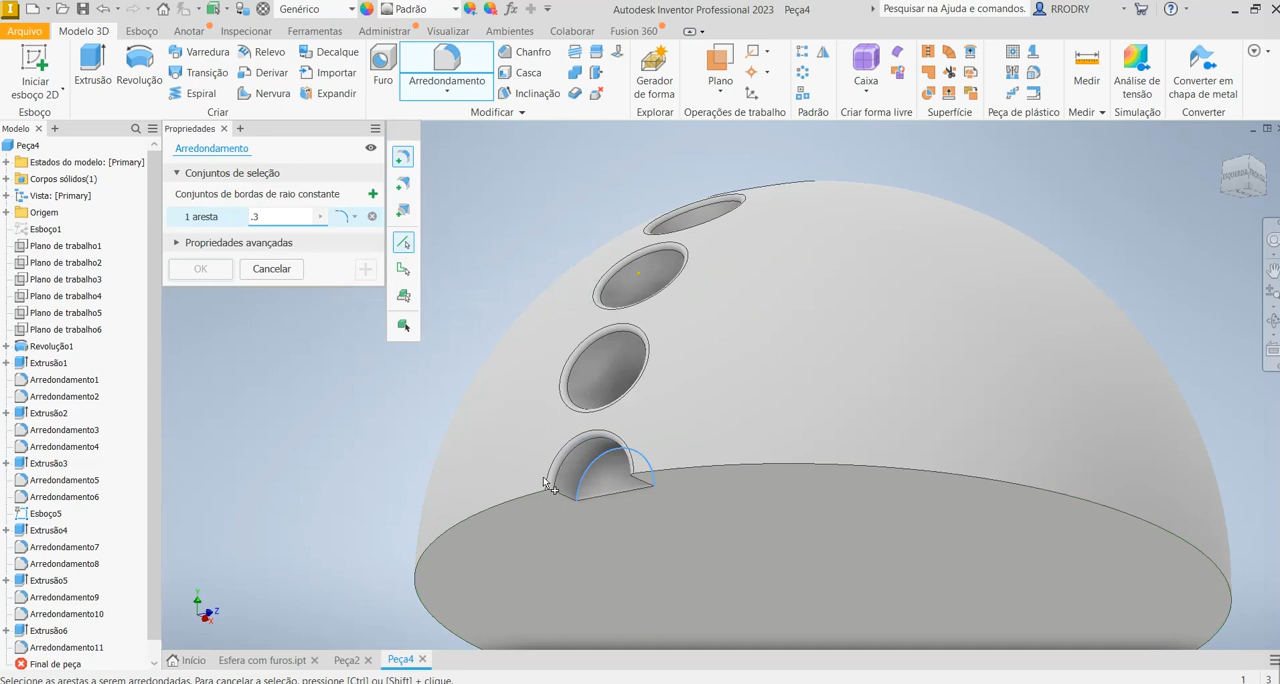 Genérico
Padrão
Autodesk Inventor Professional 2023 Peça4
Pesquisar na Ajuda e comandos.
RRODRY
Arquivo Modelo 3D Esboço Anotar Inspecionar Ferramentas Administrar Visualizar Ambientes Colaborar Fusion 360
Iniciar
esboço 2D
Extrusão
Revolução
Varredura
Relevo
Decalque
Transição
Derivar
Importar
Espiral
Nervura
Expandir
Furo
Arredondamento
Chanfro
Casca
Inclinação
Gerador
de forma
Plano
Caixa
Medir
Análise de
tensão
Converter em
chapa de metal
Esboço Criar Modificar Explorar Operações de trabalho Padrão Criar forma livre Superfície Peça de plástico Medir Simulação Converter
Modelo
Propriedades
Peça4
Estados do modelo: [Primary]
Corpos sólidos(1)
Vista: [Primary]
Origem
Esboço1
Plano de trabalho1
Plano de trabalho2
Plano de trabalho3
Plano de trabalho4
Plano de trabalho5
Plano de trabalho6
Revolução1
Extrusão1
Arredondamento1
Arredondamento2
Extrusão2
Arredondamento3
Arredondamento4
Extrusão3
Arredondamento5
Arredondamento6
Esboço5
Extrusão4
Arredondamento7
Arredondamento8
Extrusão5
Arredondamento9
Arredondamento10
Extrusão6
Arredondamento11
Final de peça
Arredondamento
Conjuntos de seleção
Conjuntos de bordas de raio constante
1 aresta .3
Propriedades avançadas
OK Cancelar
Y
Z
X
Início Esfera com furos.ipt Peça2 Peça4
Selecione as arestas a serem arredondadas. Para cancelar a seleção, pressione [Ctrl] ou [Shift] + clique.
1 3